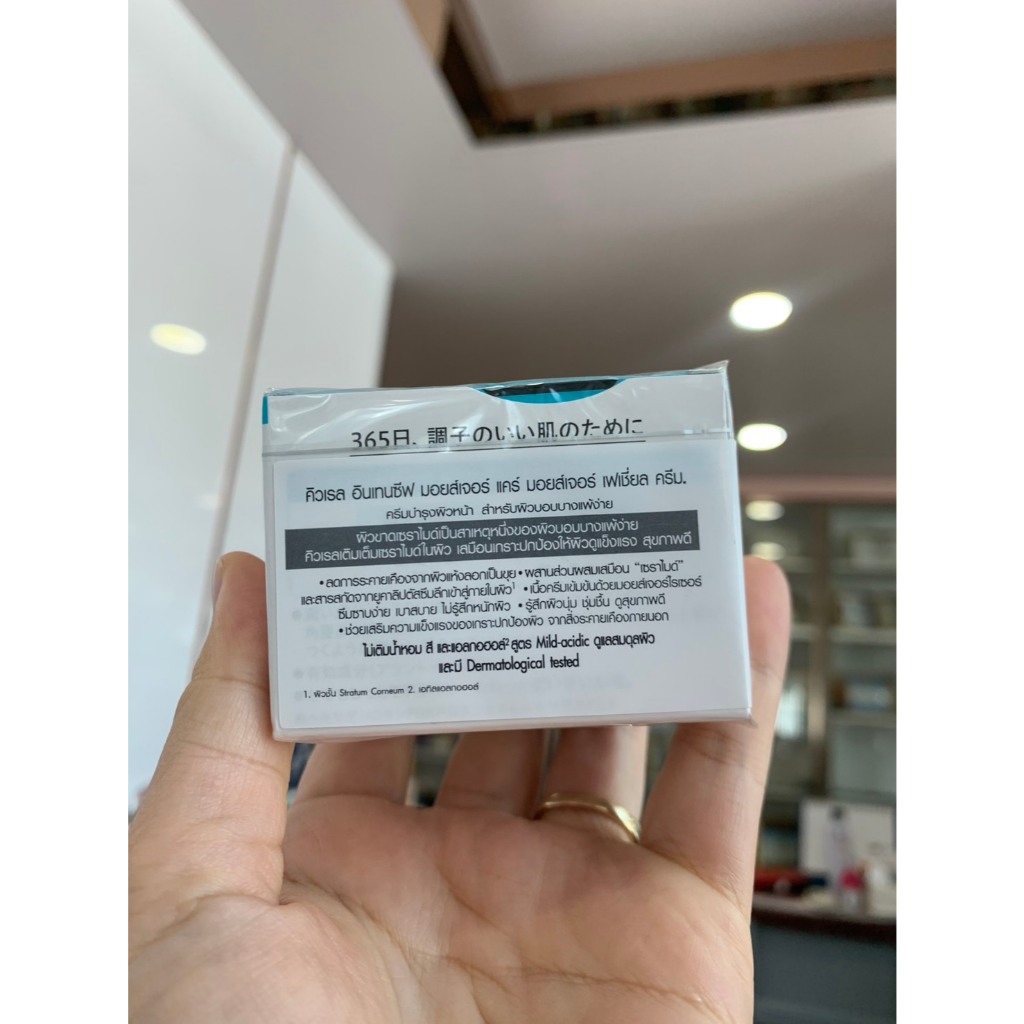 365日、調子のいい肌のために
คิวเรล อินเทนซีฟ มอยส์เจอร์ แคร์ มอยส์เจอร์ เฟเชี่ยล ครีม.
ครีมบำรุงผิวหน้า สำหรับผิวบอบบางแพ้ง่าย
ผิวขาดเซราไมด์เป็นสาเหตุหนึ่งของผิวบอบบางแพ้ง่าย
คิวเรลเติมเต็มเซราไมด์ในผิว เสมือนเกราะปกป้องให้ผิวดูแข็งแรง สุขภาพดี
•ลดการระคายเคืองจากผิวแห้งลอกเป็นขุย •ผสานส่วนผสมเสมือน “เซราไมด์”
และสารสกัดจากยูคาลิปตัสซึมลึกเข้าสู่ภายในผิว¹ •เนื้อครีมเข้มข้นด้วยมอยส์เจอร์ไรเซอร์
ซึมซาบง่าย เบาสบาย ไม่รู้สึกหนักผิว •รู้สึกผิวนุ่ม ชุ่มชื้น ดูสุขภาพดี
•ช่วยเสริมความแข็งแรงของเกราะปกป้องผิว จากสิ่งระคายเคืองภายนอก
ไม่เติมน้ำหอม สี และแอลกอฮอล์² สูตร Mild-acidic ดูแลสมดุลผิว
และมี Dermatological tested
1. ผิวชั้น Stratum Corneum 2. เอทิลแอลกอฮอล์